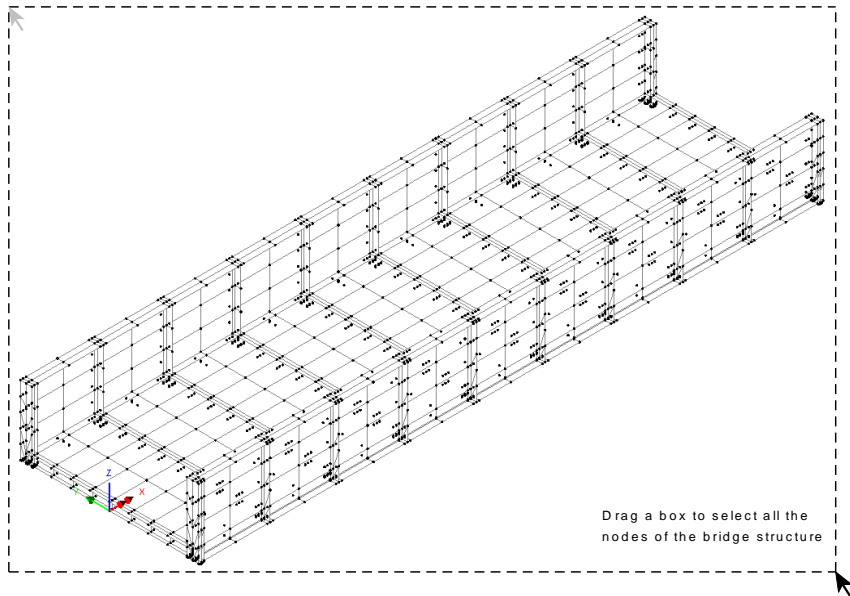 Z
X
Y
Drag a box to select all the
nodes of the bridge structure